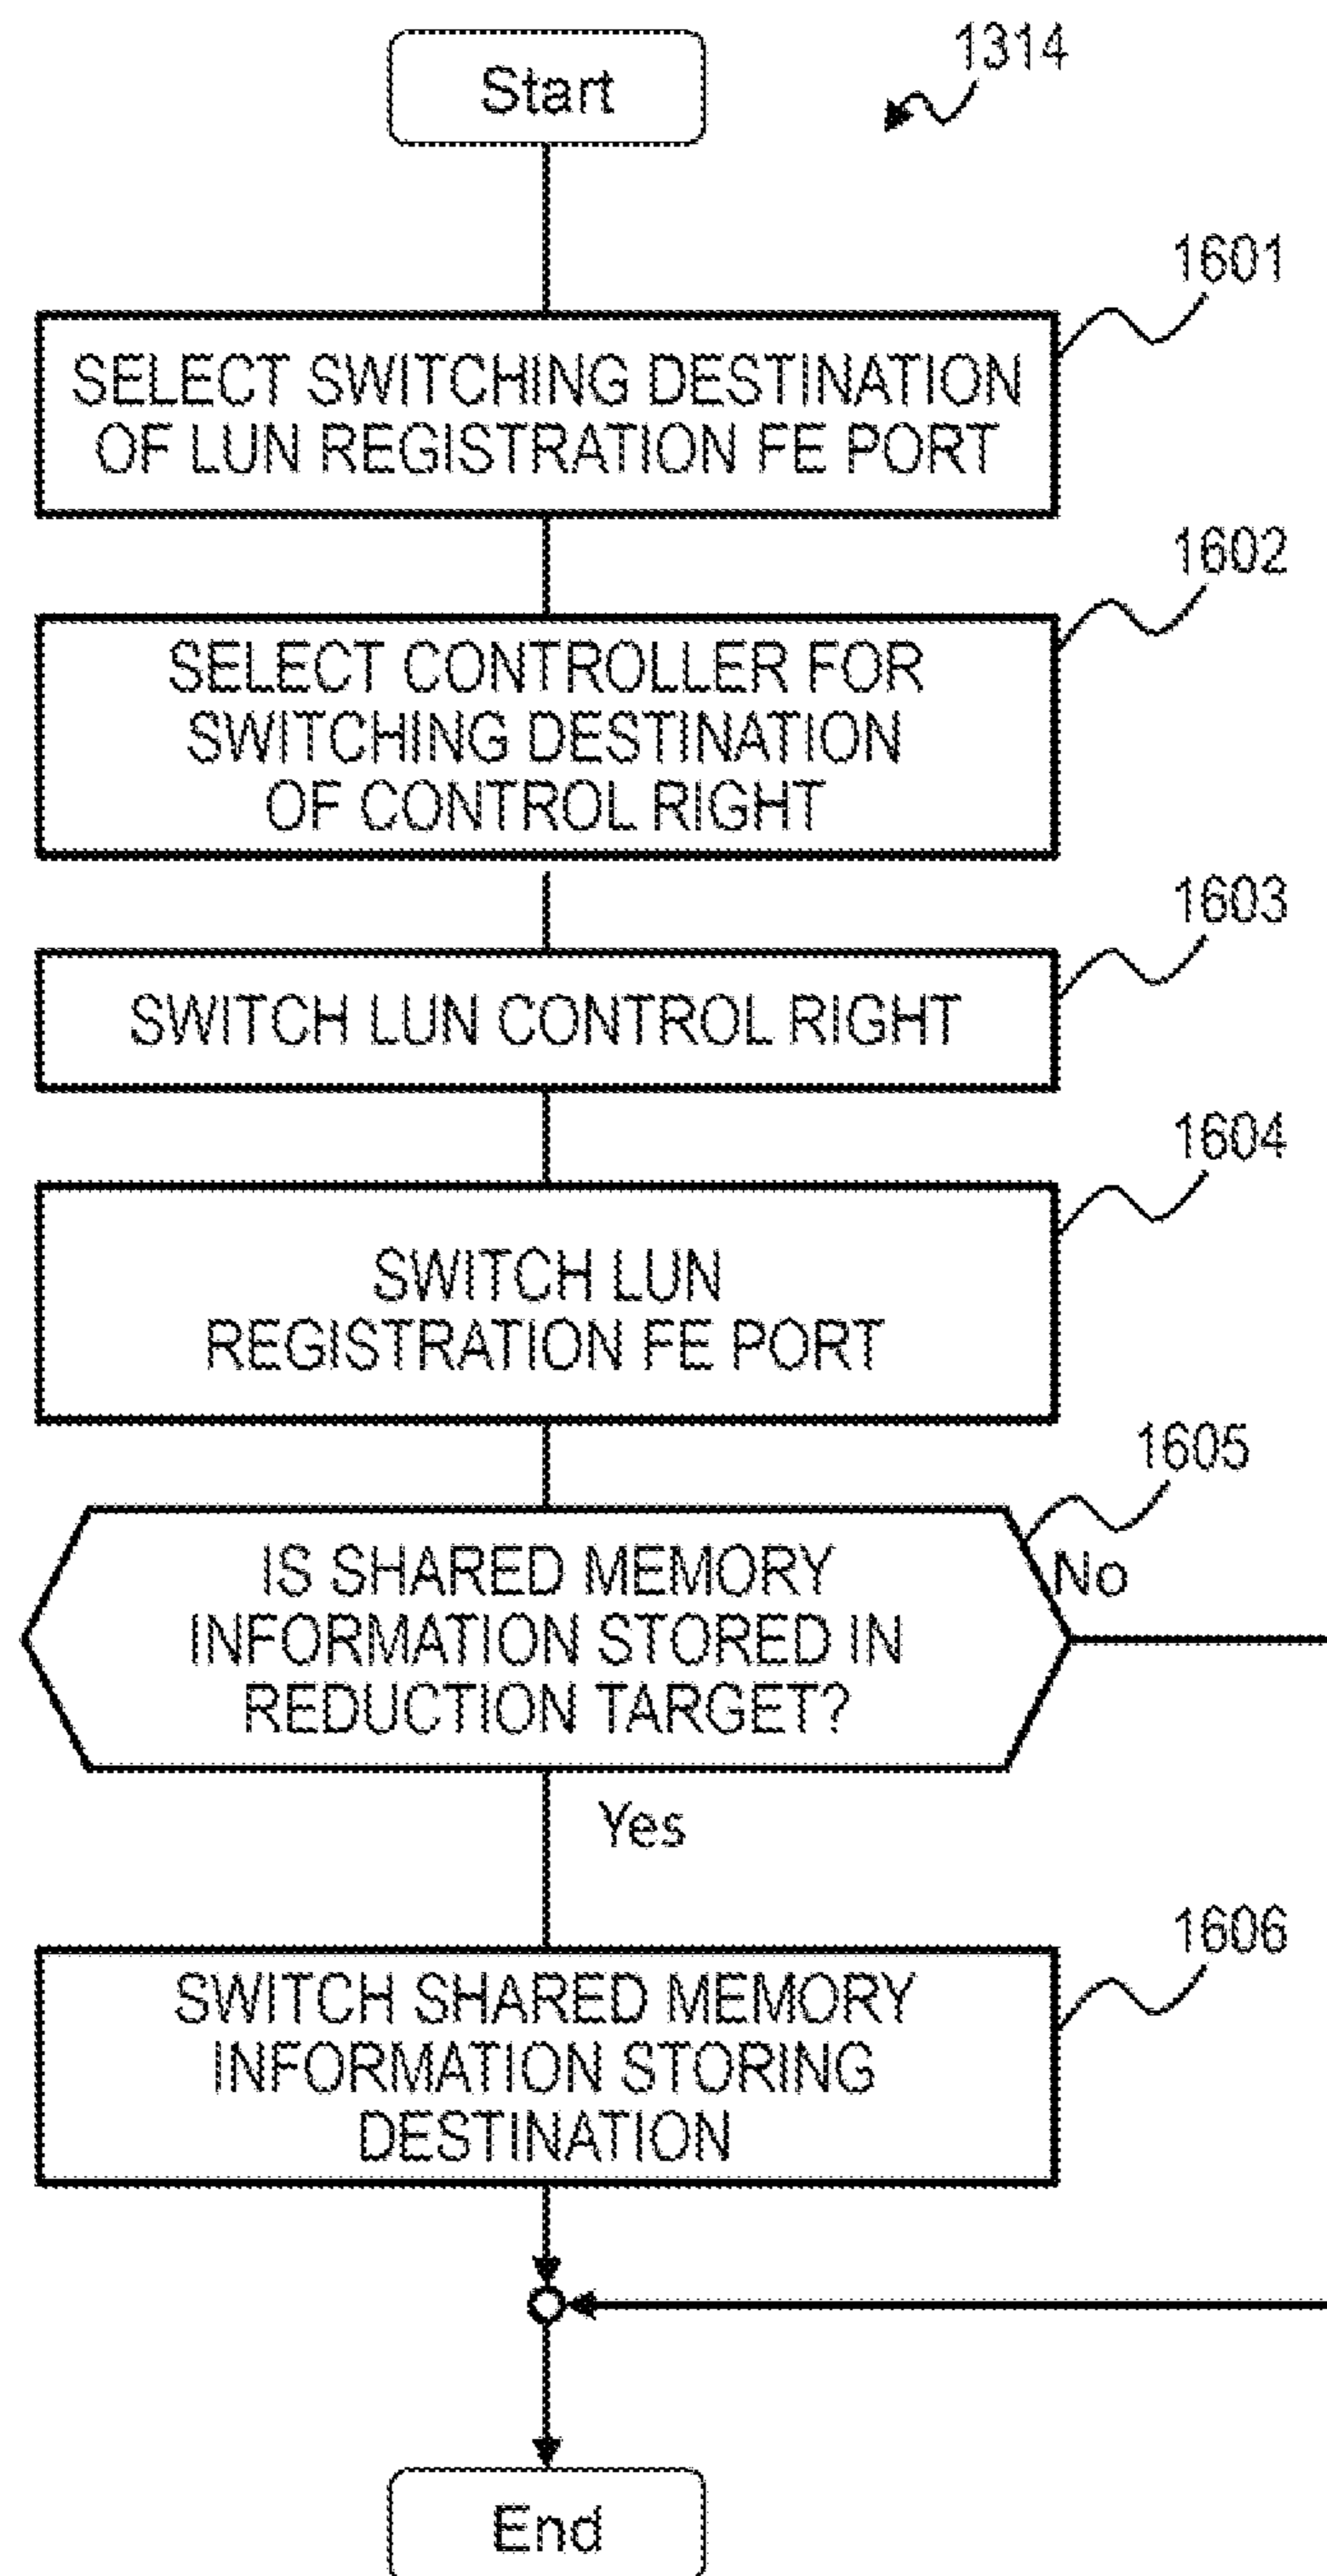 Start
1314
1601
SELECT SWITCHING DESTINATION
OF LUN REGISTRATION FE PORT
1602
SELECT CONTROLLER FOR
SWITCHING DESTINATION
OF CONTROL RIGHT
1603
SWITCH LUN CONTROL RIGHT
1604
SWITCH LUN
REGISTRATION FE PORT
1605
IS SHARED MEMORY
INFORMATION STORED IN
REDUCTION TARGET?
No
Yes
1606
SWITCH SHARED MEMORY
INFORMATION STORING
DESTINATION
End